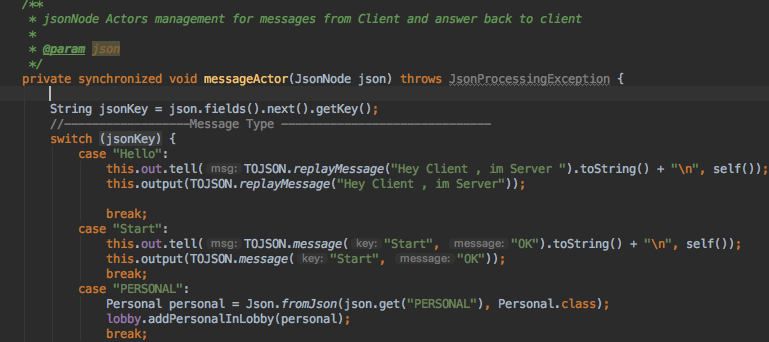 /**
* jsonNode Actors management for messages from Client and answer back to client
*
* @param json
*/
private synchronized void messageActor(JsonNode json) throws JsonProcessingException {
String jsonKey = json.fields().next().getKey();
//------------------Message Type ------------------------------
switch (jsonKey) {
case "Hello":
this.out.tell( msg: TOJSON.replayMessage("Hey Client , im Server ").toString() + "\n", self());
this.output(TOJSON.replayMessage("Hey Client , im Server"));
break;
case "Start":
this.out.tell( msg: TOJSON.message( key: "Start", message: "OK").toString() + "\n", self());
this.output(TOJSON.message( key: "Start", message: "OK"));
break;
case "PERSONAL":
Personal personal = Json.fromJson(json.get("PERSONAL"), Personal.class);
lobby.addPersonalInLobby(personal);
break;